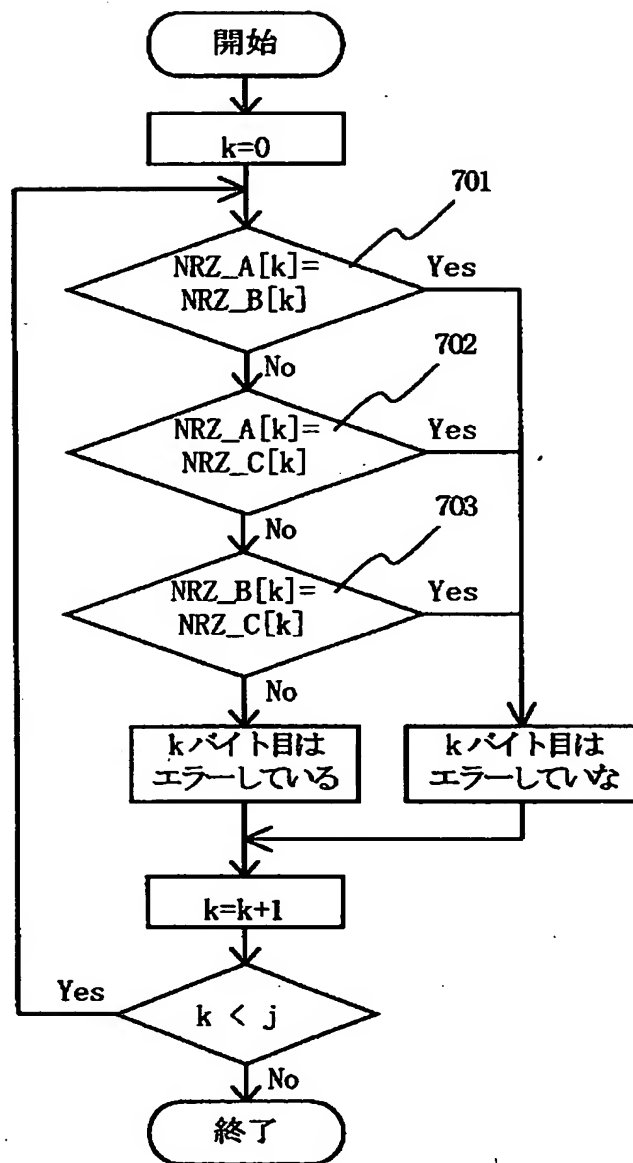 開始
k=0
701
NRZ_A[k]=
NRZ_B[k]
Yes
No
702
NRZ_A[k]=
NRZ_C[k]
Yes
No
703
NRZ_B[k]=
NRZ_C[k]
Yes
No
kバイト目は
エラーしている
kバイト目は
エラーしていな
k=k+1
Yes
k < j
No
終了